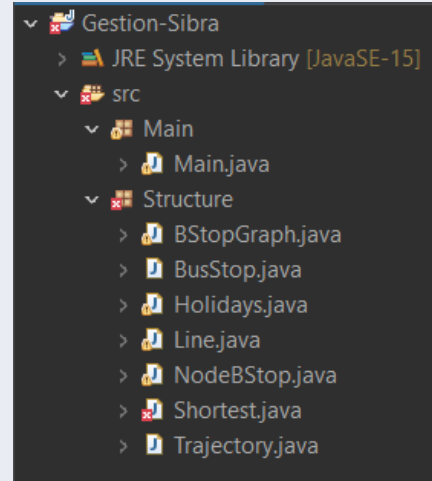 Gestion-Sibra
JRE System Library [JavaSE-15]
src
Main
Main.java
Structure
BStopGraph.java
BusStop.java
Holidays.java
Line.java
NodeBStop.java
Shortest.java
Trajectory.java